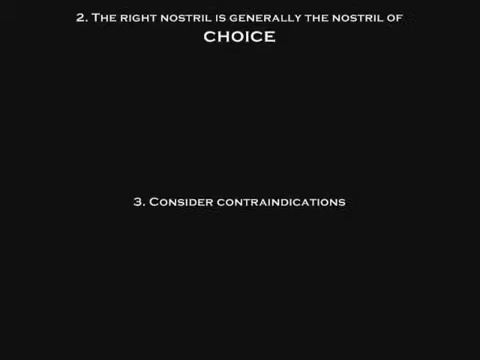 2. The right nostril is generally the nostril of
CHOICE
3. Consider contraindications